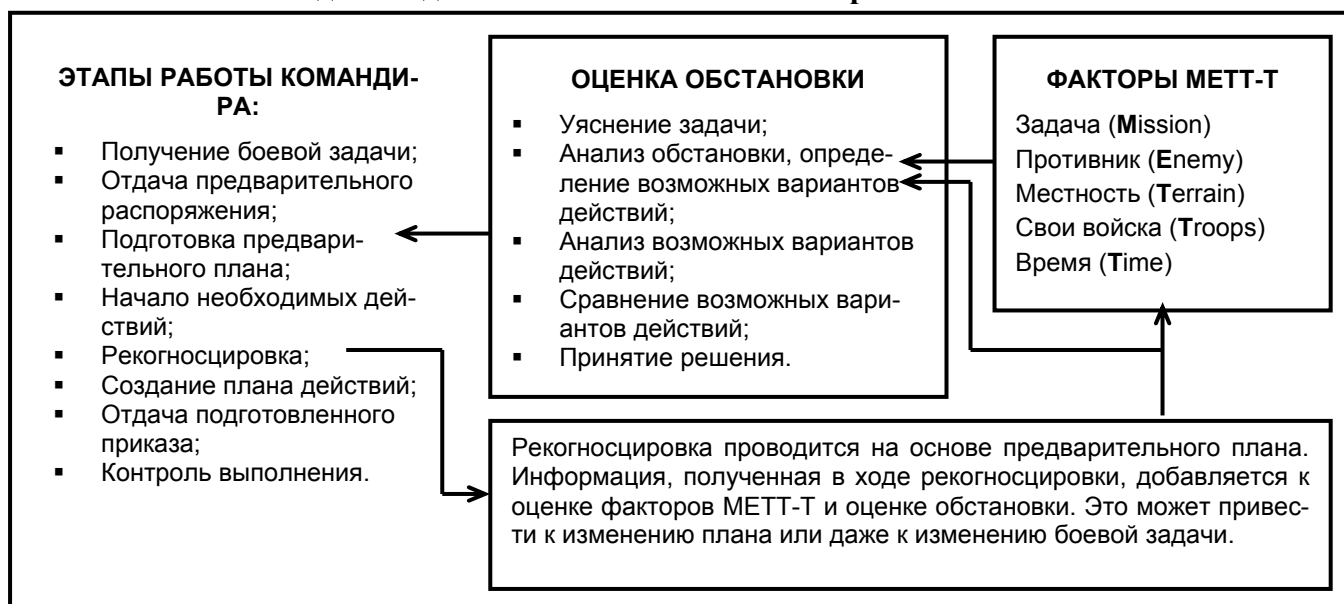 ЭТАПЫ РАБОТЫ КОМАНДИ-
РА:
▪ Получение боевой задачи;
▪ Отдача предварительного
распоряжения;
▪ Подготовка предвари-
тельного плана;
▪ Начало необходимых дей-
ствий;
▪ Рекогносцировка;
▪ Создание плана действий;
▪ Отдача подготовленного
приказа;
▪ Контроль выполнения.
ОЦЕНКА ОБСТАНОВКИ
▪ Уяснение задачи;
▪ Анализ обстановки, опреде-
ление возможных вариантов
действий;
▪ Анализ возможных вариантов
действий;
▪ Сравнение возможных вари-
антов действий;
▪ Принятие решения.
ФАКТОРЫ METT-T
Задача (Mission)
Противник (Enemy)
Местность (Terrain)
Свои войска (Troops)
Время (Time)
Рекогносцировка проводится на основе предварительного плана.
Информация, полученная в ходе рекогносцировки, добавляется к
оценке факторов METT-T и оценке обстановки. Это может привес-
ти к изменению плана или даже к изменению боевой задачи.